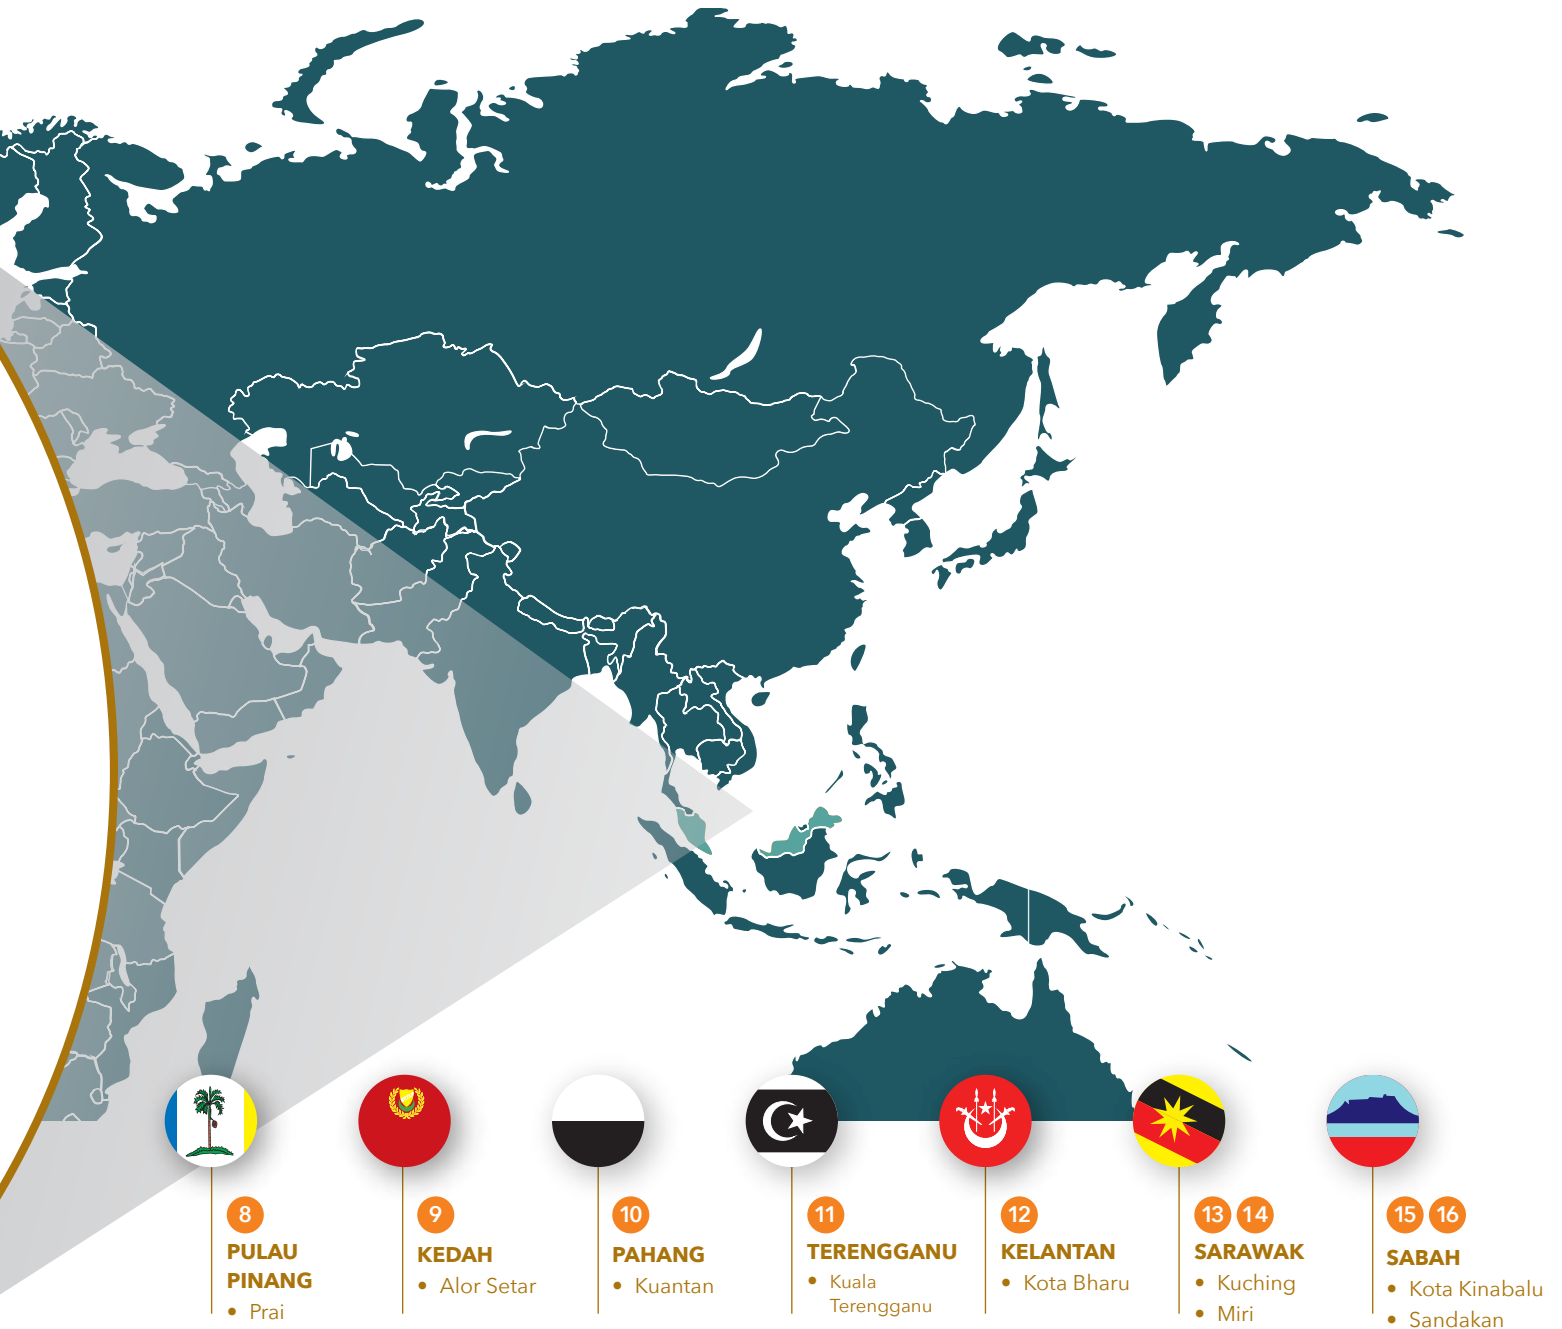 8
PULAU
PINANG
• Prai
9
KEDAH
• Alor Setar
10
PAHANG
• Kuantan
11
TERENGGANU
• Kuala
Terengganu
12
KELANTAN
• Kota Bharu
13 14
SARAWAK
• Kuching
• Miri
15 16
SABAH
• Kota Kinabalu
• Sandakan